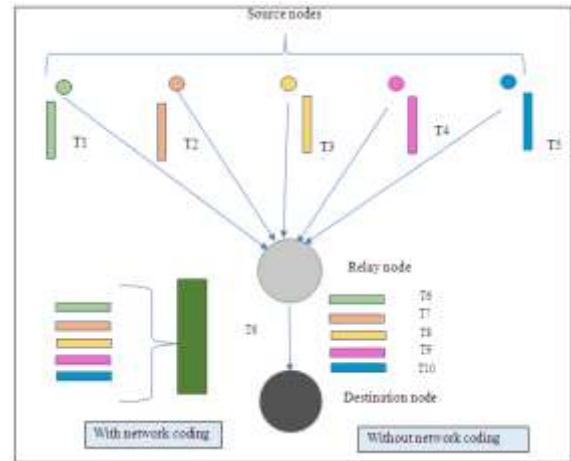 Source nodes
T1
T2
T3
T4
T5
Relay node
T6
T6
T7
T8
T9
T10
Destination node
With network coding
Without network coding